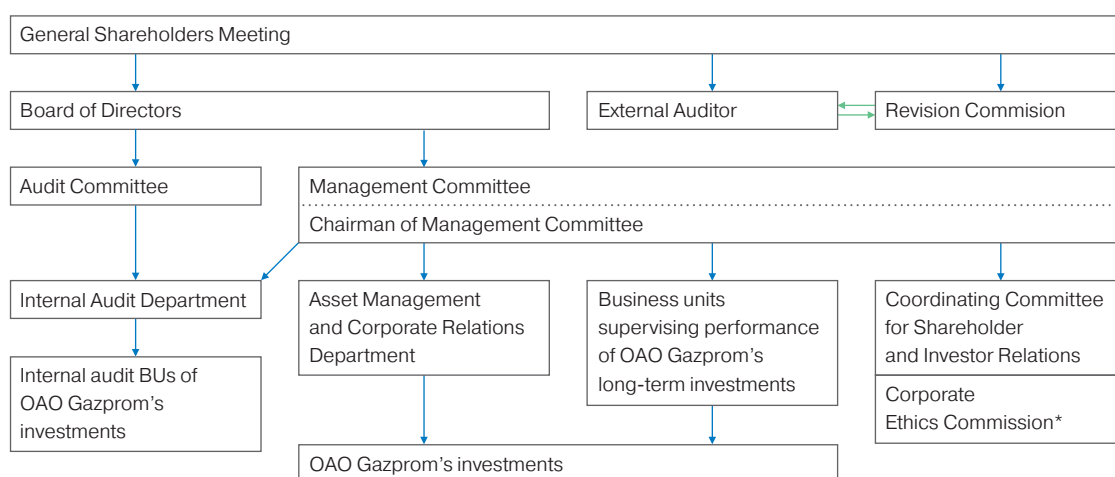 General Shareholders Meeting
Board of Directors
External Auditor
Revision Commision
Audit Committee
Management Committee
Chairman of Management Committee
Internal Audit Department
Asset Management
and Corporate Relations
Department
Business units
supervising performance
of OAO Gazprom's
long-term investments
Coordinating Committee
for Shareholder
and Investor Relations
Internal audit BUs of
OAO Gazprom's
investments
Corporate
Ethics Commission*
OAO Gazprom's investments